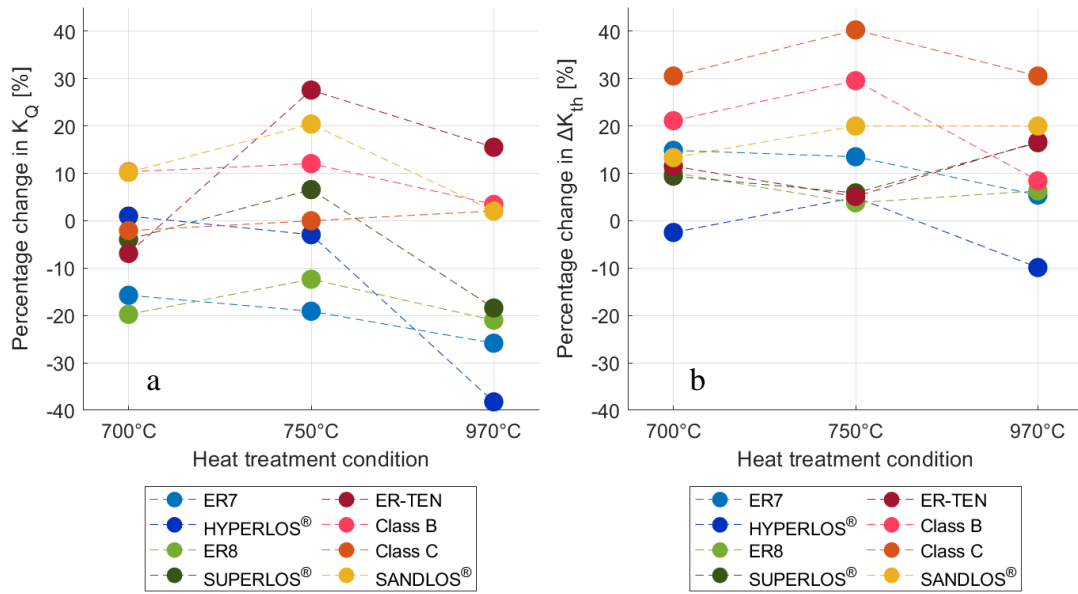 Percentage change in K_Q [%]
40
30
20
10
0
-10
-20
-30
-40
a
700°C 750°C 970°C
Heat treatment condition
ER7 ER-TEN
HYPERLOS® Class B
ER8 Class C
SUPERLOS® SANDLOS®
Percentage change in ΔK_th [%]
40
30
20
10
0
-10
-20
-30
-40
b
700°C 750°C 970°C
Heat treatment condition
ER7 ER-TEN
HYPERLOS® Class B
ER8 Class C
SUPERLOS® SANDLOS®